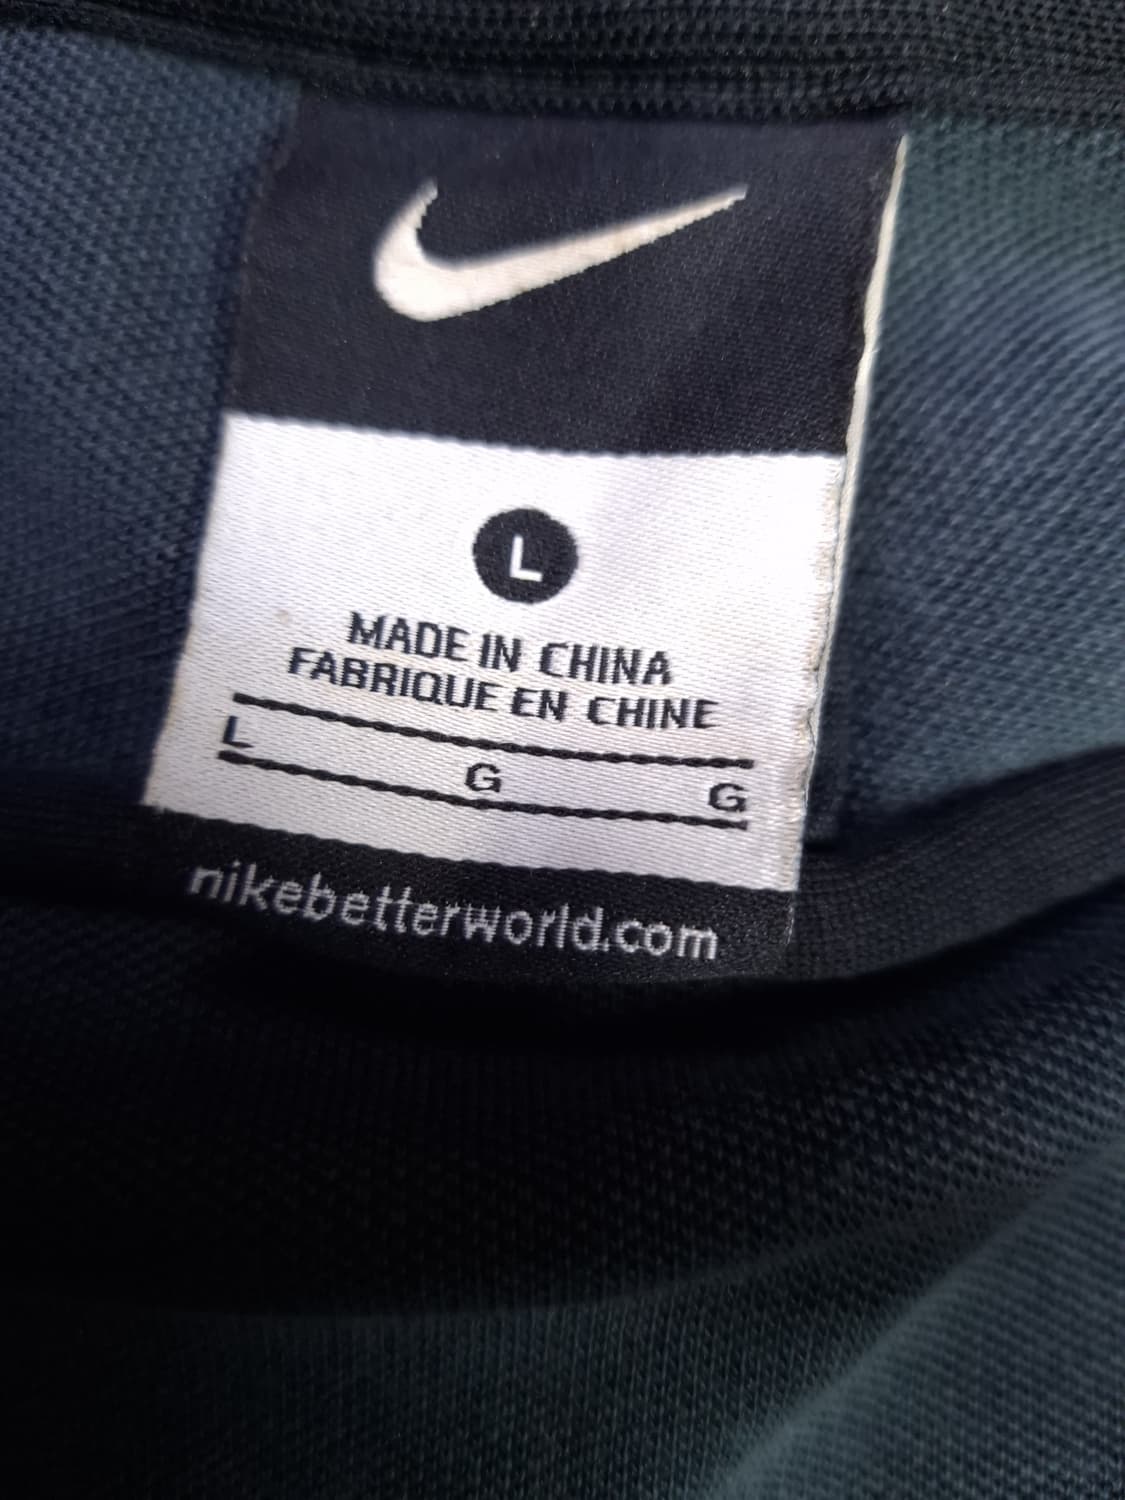 L
MADE IN CHINA
FABRIQUE EN CHINE
L G G
nikebetterworld.com